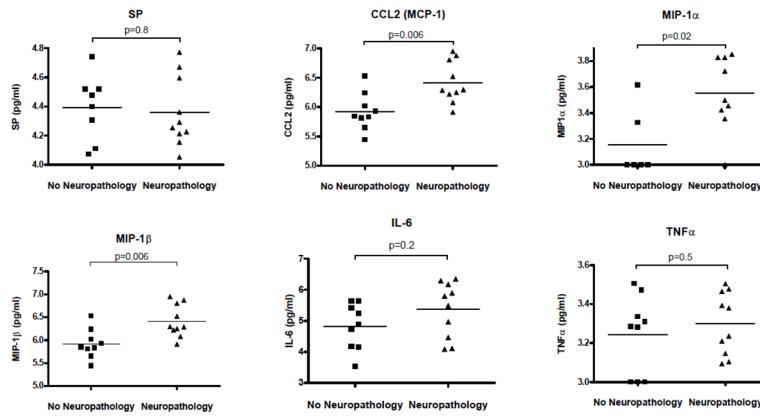 SP
p=0.8
SP (pg/ml)
4.8
4.6
4.4
4.2
4.0
No Neuropathology Neuropathology
CCL2 (MCP-1)
p=0.006
CCL2 (pg/ml)
7.0
6.5
6.0
5.5
5.0
No Neuropathology Neuropathology
MIP-1α
p=0.02
MIP1α (pg/ml)
3.8
3.6
3.4
3.2
3.0
No Neuropathology Neuropathology
MIP-1β
p=0.006
MIP-1β (pg/ml)
7.5
7.0
6.5
6.0
5.5
5.0
No Neuropathology Neuropathology
IL-6
p=0.2
IL-6 (pg/ml)
7
6
5
4
3
No Neuropathology Neuropathology
TNFα
p=0.5
TNFα (pg/ml)
3.6
3.4
3.2
3.0
No Neuropathology Neuropathology